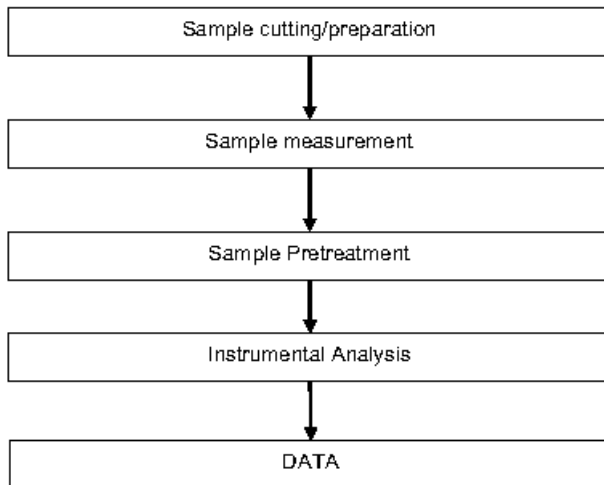 Sample cutting/preparation
Sample measurement
Sample Pretreatment
Instrumental Analysis
DATA